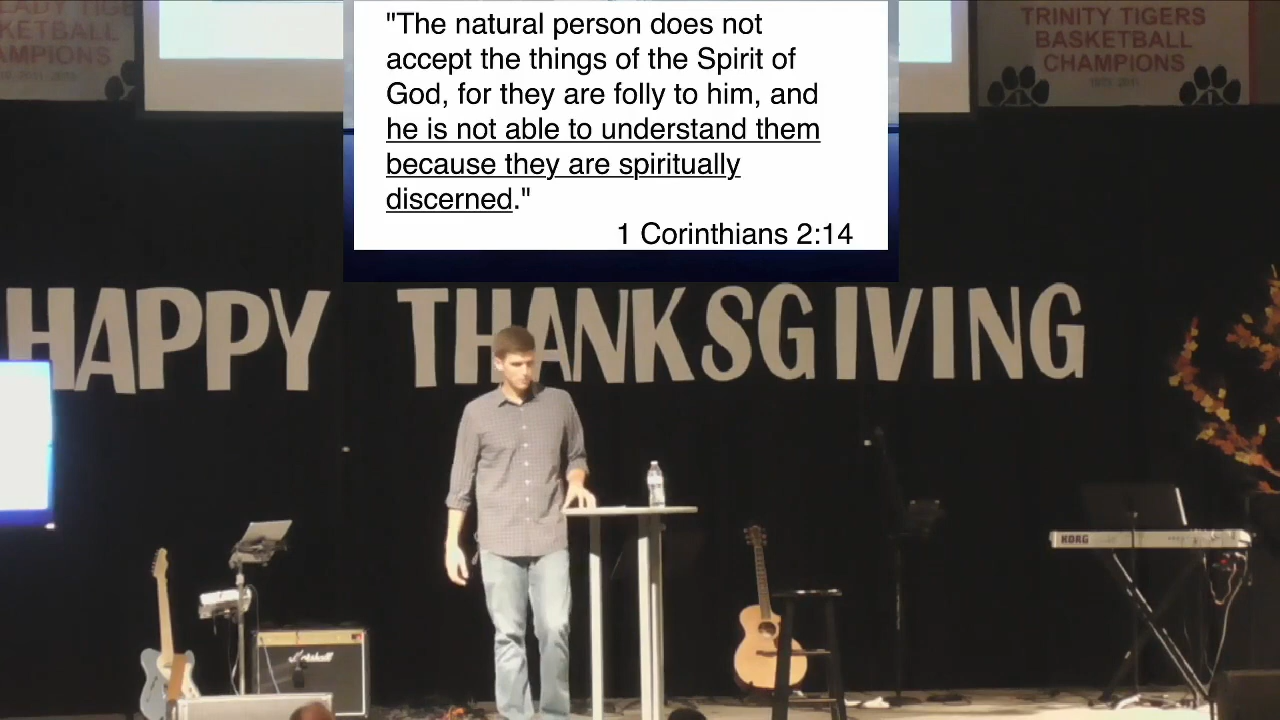 "The natural person does not
accept the things of the Spirit of
God, for they are folly to him, and
he is not able to understand them
because they are spiritually
discerned."
1 Corinthians 2:14
TRINITY TIGERS
BASKETBALL
CHAMPIONS
HAPPY THANKSGIVING
Marshall
KORG